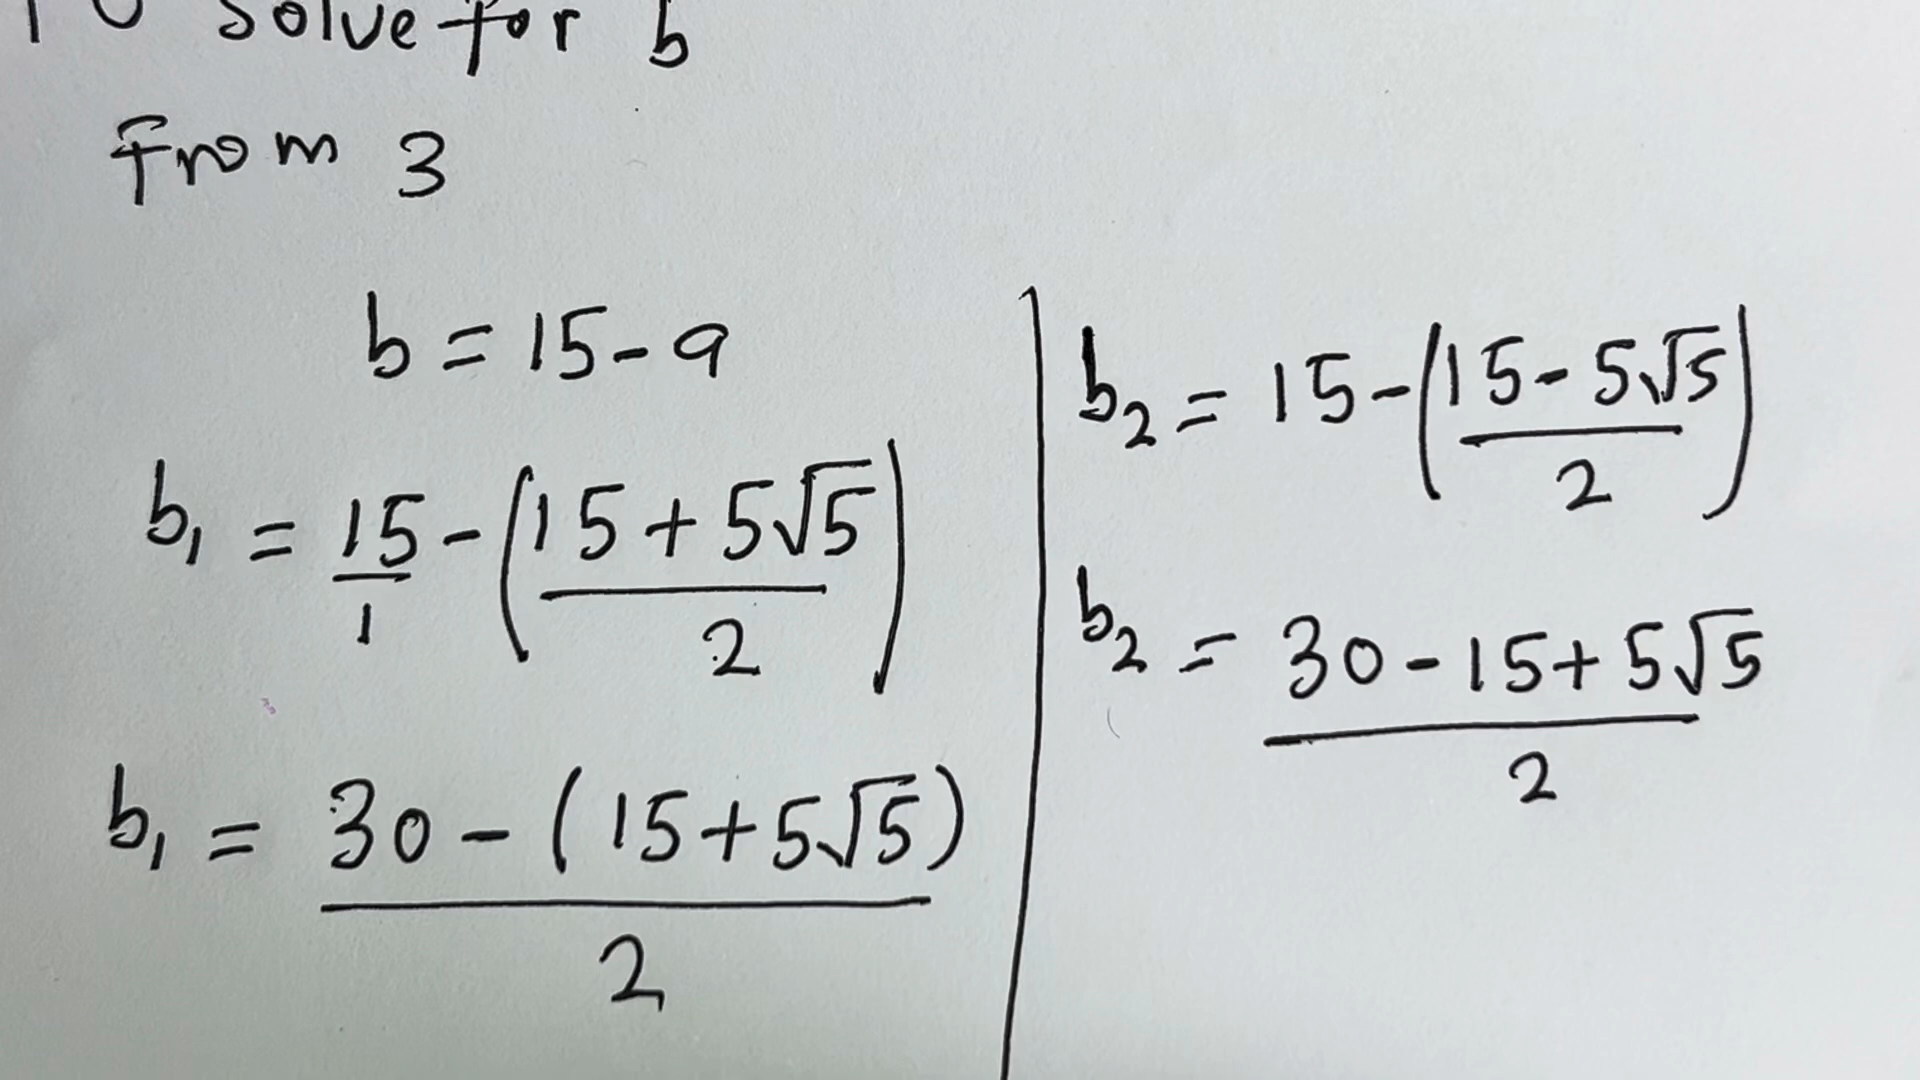 To solve for b
From 3
b = 15 - a
b₁ = 15/1 - ((15 + 5√5)/2)
b₁ = (30 - (15 + 5√5))/2
b₂ = 15 - ((15 - 5√5)/2)
b₂ = (30 - 15 + 5√5)/2